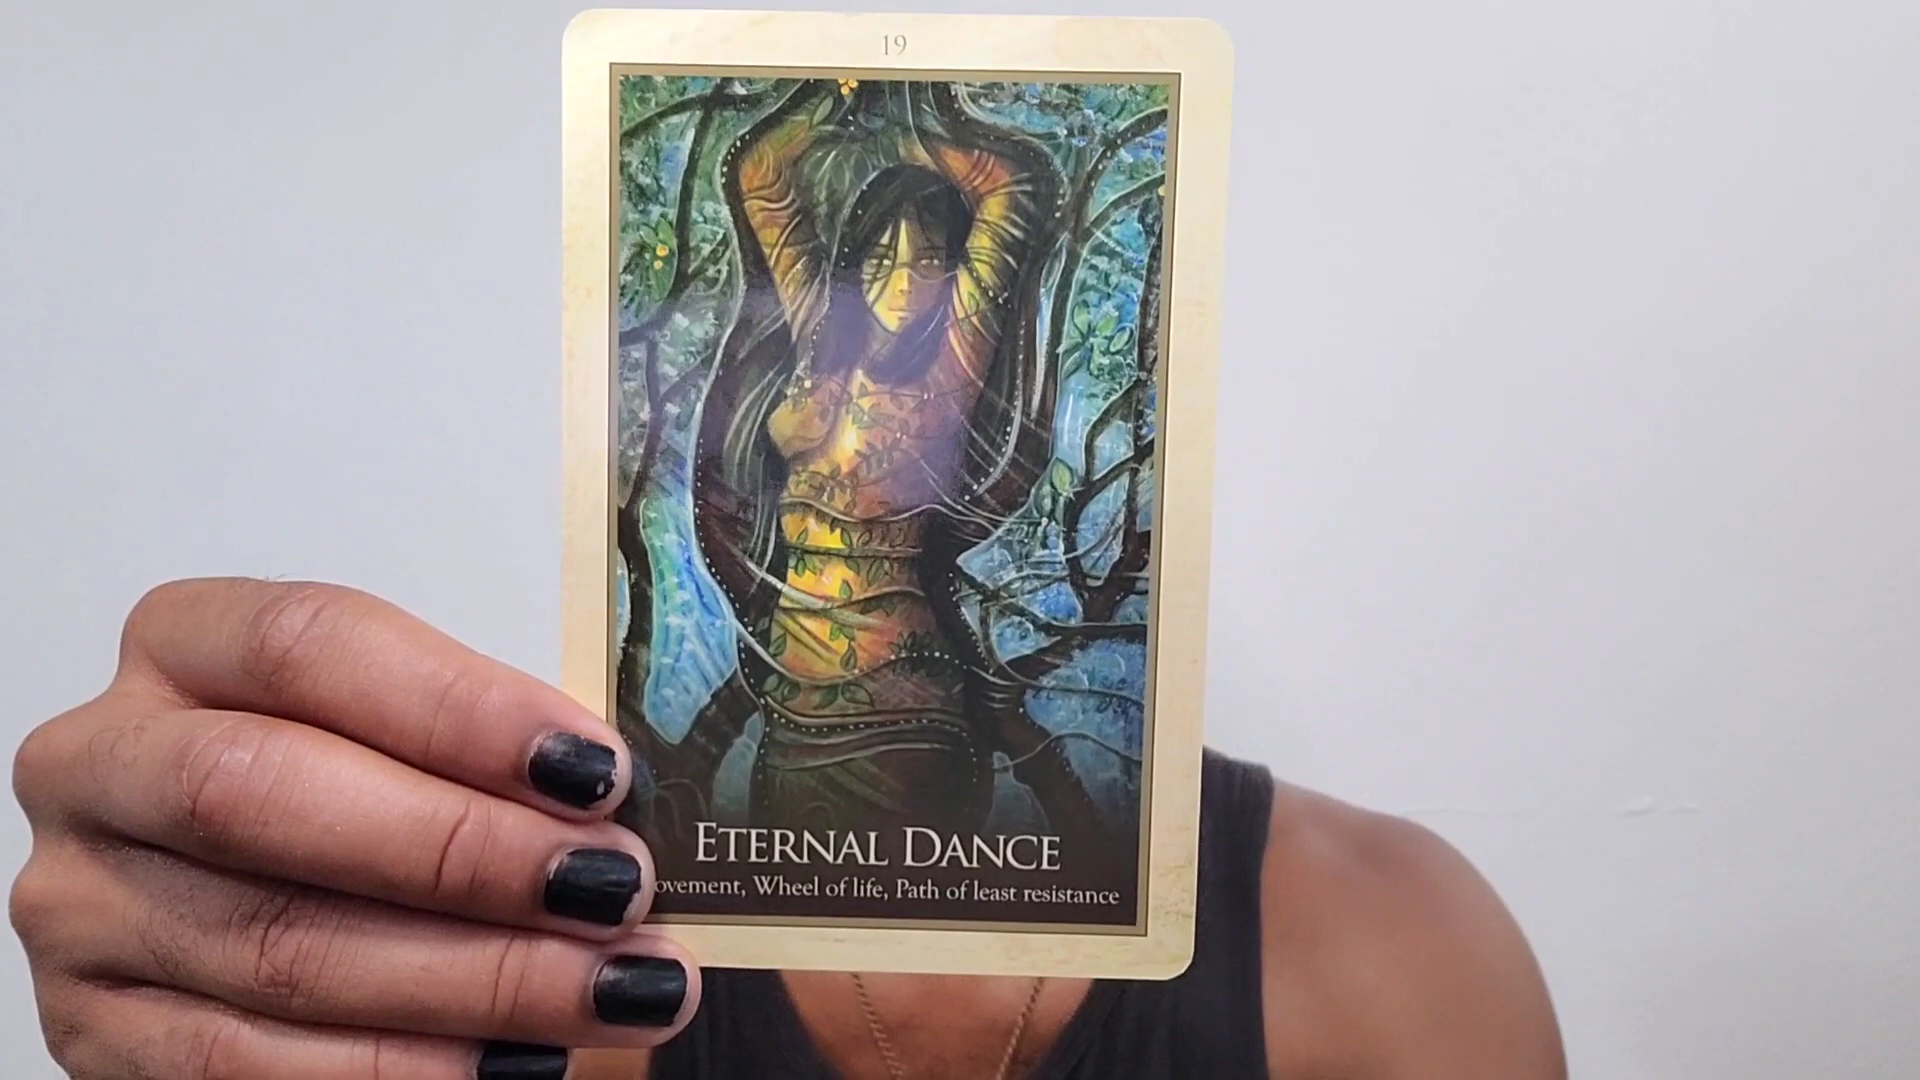 19
ETERNAL DANCE
ovement, Wheel of life, Path of least resistance